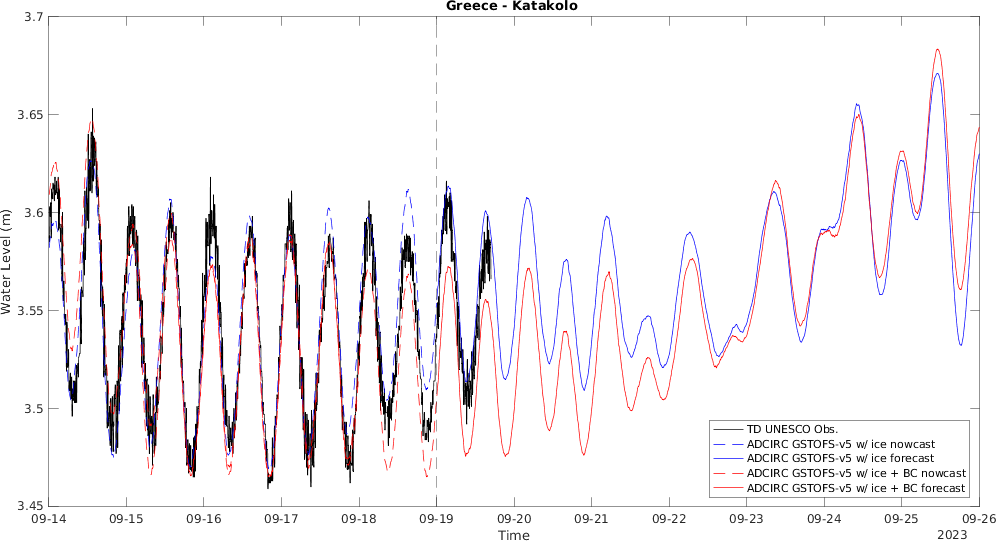 Greece - Katakolo
3.7
3.65
3.6
3.55
3.5
3.45
Water Level (m)
TD UNESCO Obs.
ADCIRC GSTOFS-v5 w/ ice nowcast
ADCIRC GSTOFS-v5 w/ ice forecast
ADCIRC GSTOFS-v5 w/ ice + BC nowcast
ADCIRC GSTOFS-v5 w/ ice + BC forecast
09-14 09-15 09-16 09-17 09-18 09-19 09-20 09-21 09-22 09-23 09-24 09-25 09-26
Time
2023